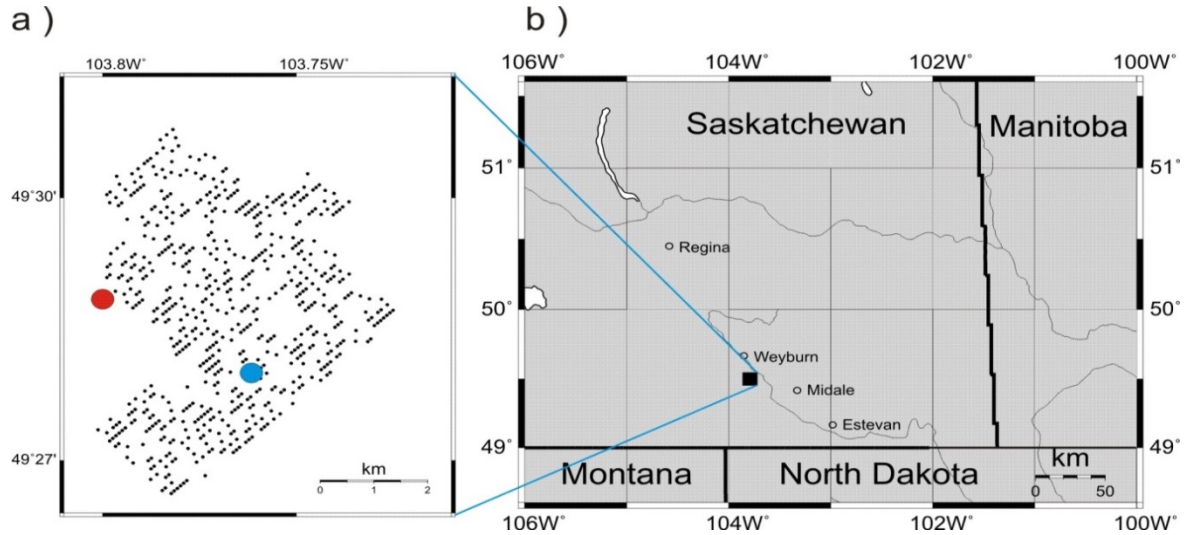 a )
103.8W˚
103.75W˚
49˚30'
49˚27'
km
0 1 2
b )
106W˚ 104W˚ 102W˚ 100W˚
Saskatchewan
Manitoba
51˚ 51˚
Regina
50˚ 50˚
Weyburn
Midale
Estevan
49˚ 49˚
Montana
North Dakota
km
0 50
106W˚ 104W˚ 102W˚ 100W˚